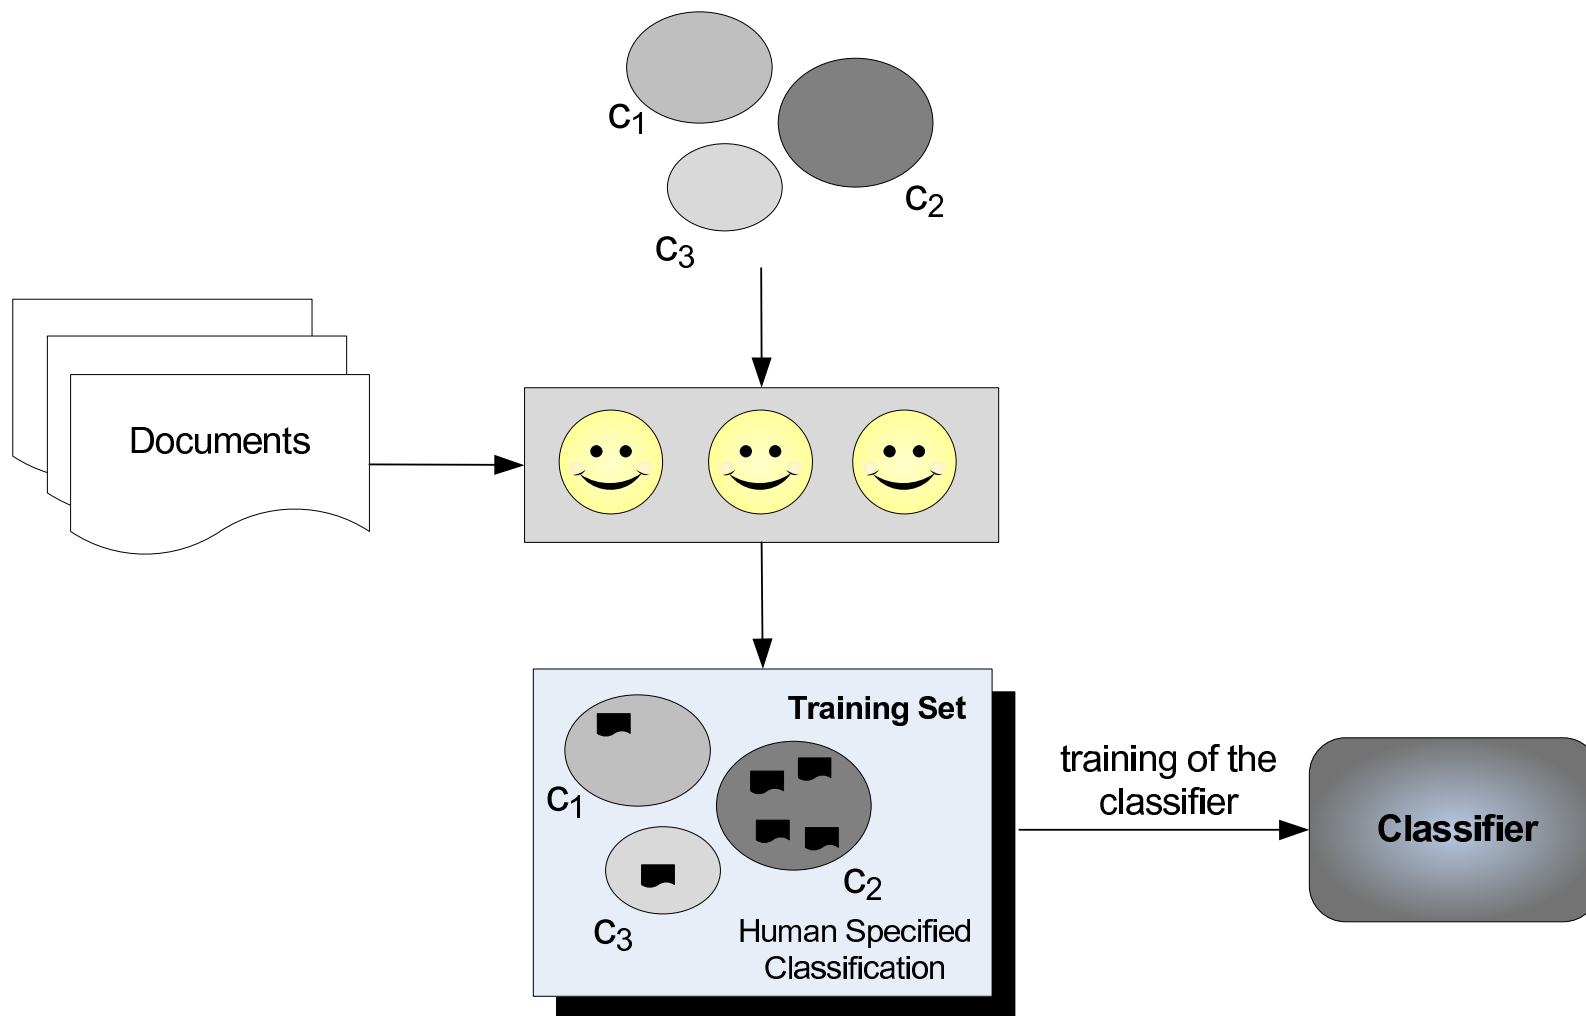 c₁
c₂
c₃
Documents
Training Set
c₁
c₂
c₃
Human Specified
Classification
training of the
classifier
Classifier